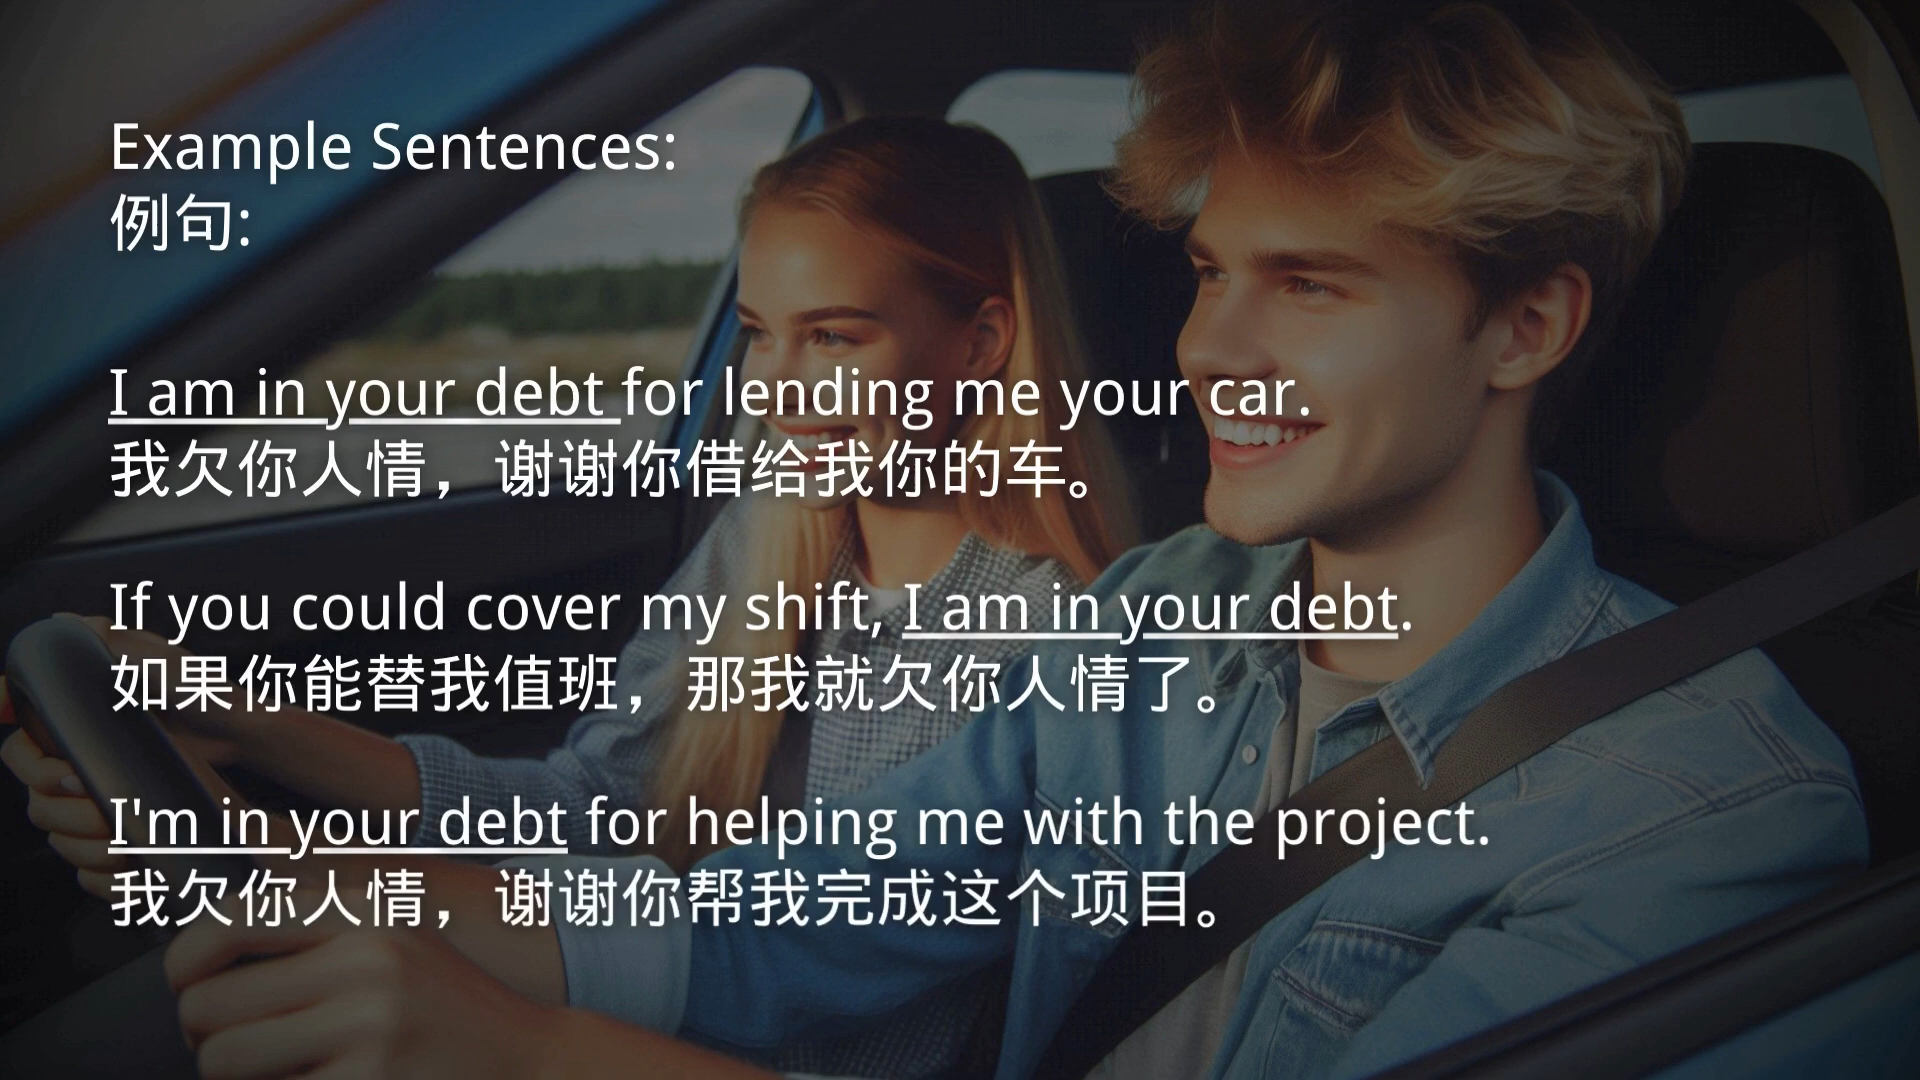 Example Sentences:
例句:
I am in your debt for lending me your car.
我欠你人情，谢谢你借给我你的车。
If you could cover my shift, I am in your debt.
如果你能替我值班，那我就欠你人情了。
I'm in your debt for helping me with the project.
我欠你人情，谢谢你帮我完成这个项目。